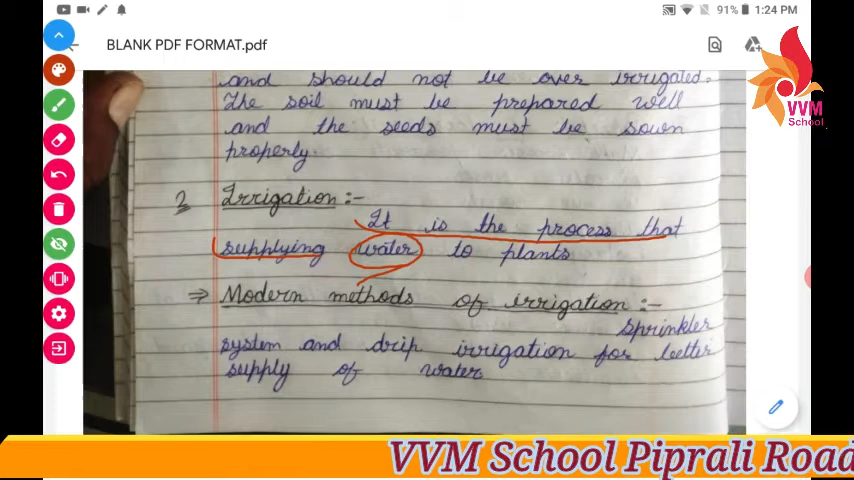 91% 1:24 PM
BLANK PDF FORMAT.pdf
VVM
School
and should not be over irrigated.
The soil must be prepared well
and the seeds must be sown
properly.
2 Irrigation :-
It is the process that
supplying water to plants
⇒ Modern methods of irrigation :-
sprinkler
system and drip irrigation for better
supply of water
VVM School Piprali Road